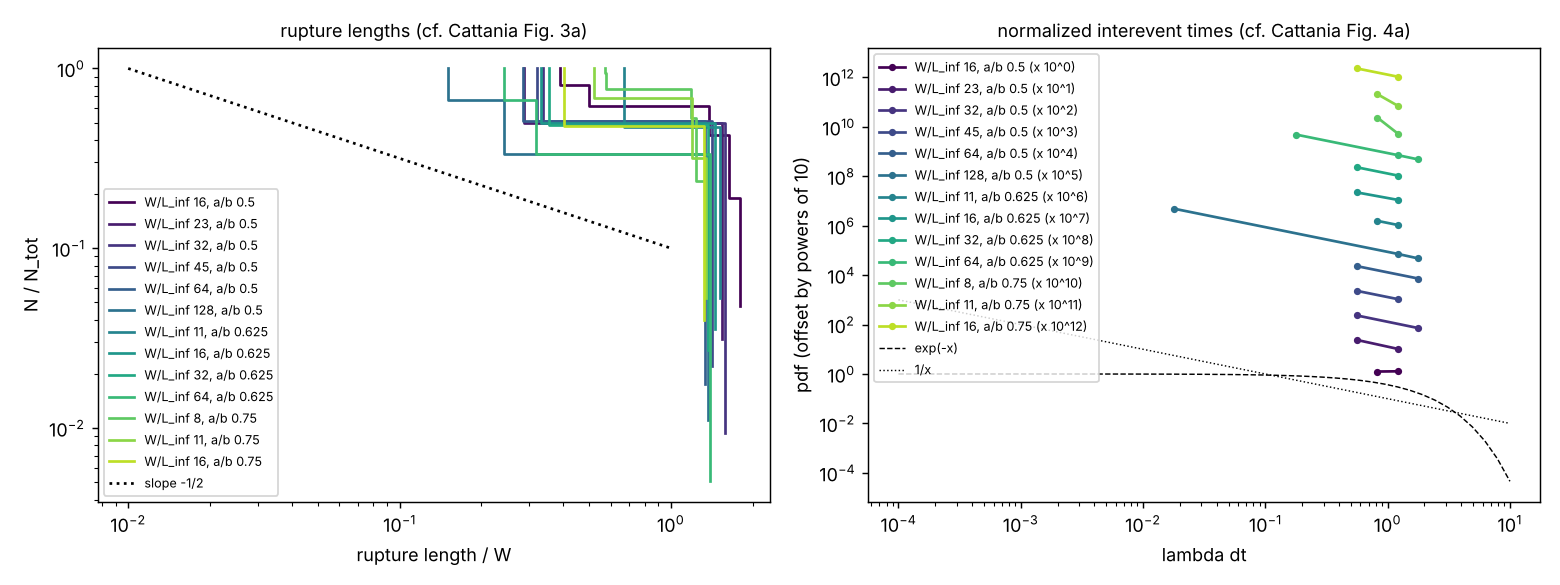 rupture lengths (cf. Cattania Fig. 3a)
N / N_tot
10^0
10^-1
10^-2
W/L_inf 16, a/b 0.5
W/L_inf 23, a/b 0.5
W/L_inf 32, a/b 0.5
W/L_inf 45, a/b 0.5
W/L_inf 64, a/b 0.5
W/L_inf 128, a/b 0.5
W/L_inf 11, a/b 0.625
W/L_inf 16, a/b 0.625
W/L_inf 32, a/b 0.625
W/L_inf 64, a/b 0.625
W/L_inf 8, a/b 0.75
W/L_inf 11, a/b 0.75
W/L_inf 16, a/b 0.75
slope -1/2
10^-2 10^-1 10^0
rupture length / W
normalized interevent times (cf. Cattania Fig. 4a)
pdf (offset by powers of 10)
10^12
10^10
10^8
10^6
10^4
10^2
10^0
10^-2
10^-4
W/L_inf 16, a/b 0.5 (x 10^0)
W/L_inf 23, a/b 0.5 (x 10^1)
W/L_inf 32, a/b 0.5 (x 10^2)
W/L_inf 45, a/b 0.5 (x 10^3)
W/L_inf 64, a/b 0.5 (x 10^4)
W/L_inf 128, a/b 0.5 (x 10^5)
W/L_inf 11, a/b 0.625 (x 10^6)
W/L_inf 16, a/b 0.625 (x 10^7)
W/L_inf 32, a/b 0.625 (x 10^8)
W/L_inf 64, a/b 0.625 (x 10^9)
W/L_inf 8, a/b 0.75 (x 10^10)
W/L_inf 11, a/b 0.75 (x 10^11)
W/L_inf 16, a/b 0.75 (x 10^12)
exp(-x)
1/x
10^-4 10^-3 10^-2 10^-1 10^0 10^1
lambda dt